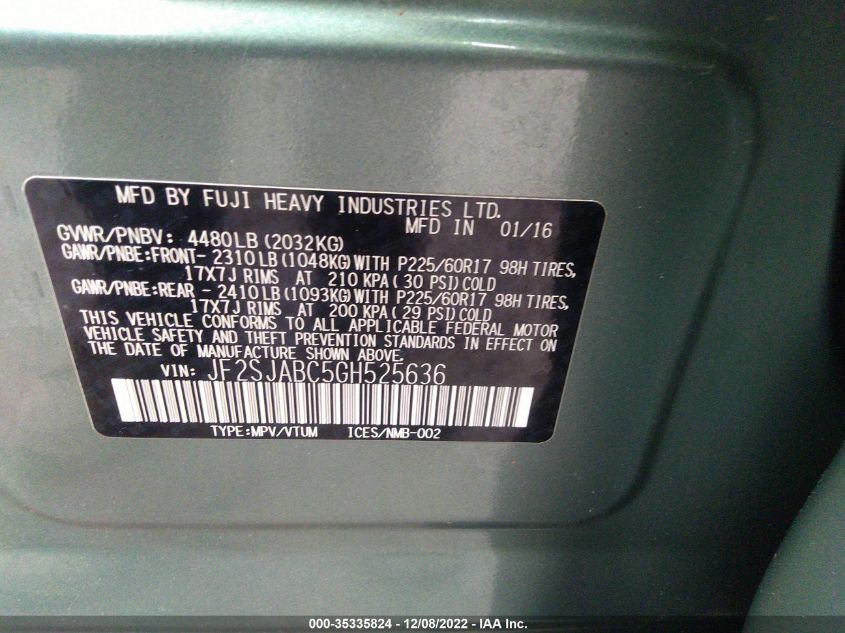 MFD BY FUJI HEAVY INDUSTRIES LTD.
MFD IN 01/16
GVWR/PNBV: 4480LB (2032KG)
GAWR/PNBE:FRONT- 2310LB (1048KG) WITH P225/60R17 98H TIRES,
17X7J RIMS AT 210 KPA ( 30 PSI) COLD
GAWR/PNBE:REAR - 2410LB (1093KG) WITH P225/60R17 98H TIRES,
17X7J RIMS AT 200 KPA ( 29 PSI) COLD
THIS VEHICLE CONFORMS TO ALL APPLICABLE FEDERAL MOTOR
VEHICLE SAFETY AND THEFT PREVENTION STANDARDS IN EFFECT ON
THE DATE OF MANUFACTURE SHOWN ABOVE.
VIN: JF2SJABC5GH525636
TYPE:MPV/VTUM ICES/NMB-002
000-35335824 - 12/08/2022 - IAA Inc.